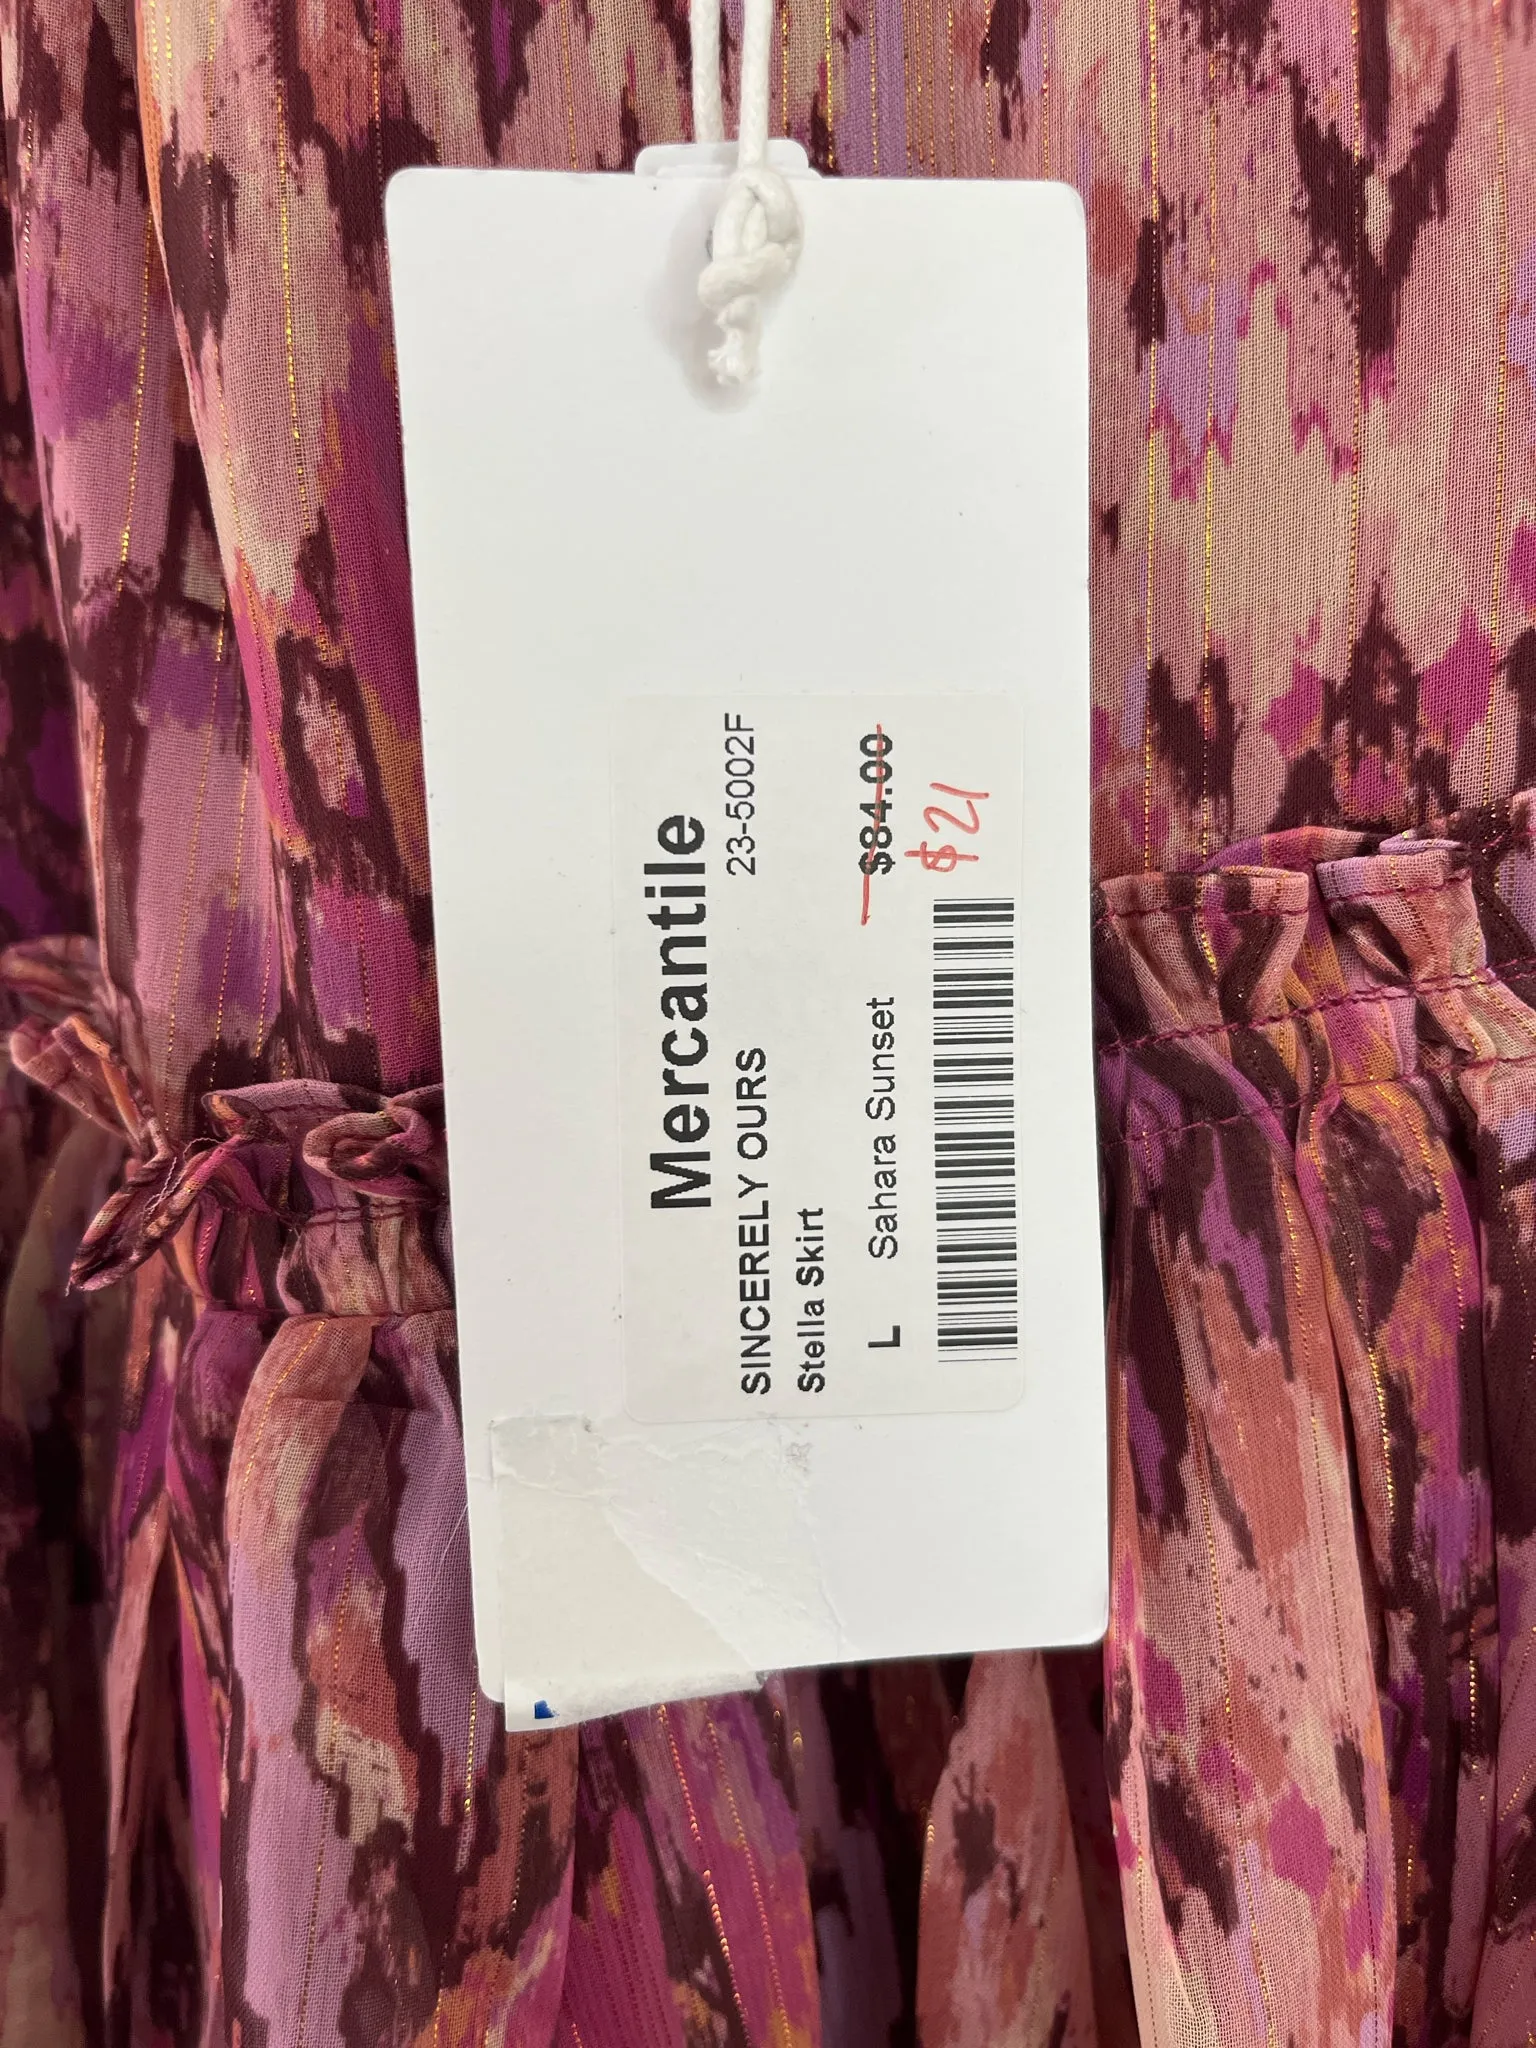 Mercantile
SINCERELY OURS 23-5002F
Stella Skirt
L Sahara Sunset $84.00
$21